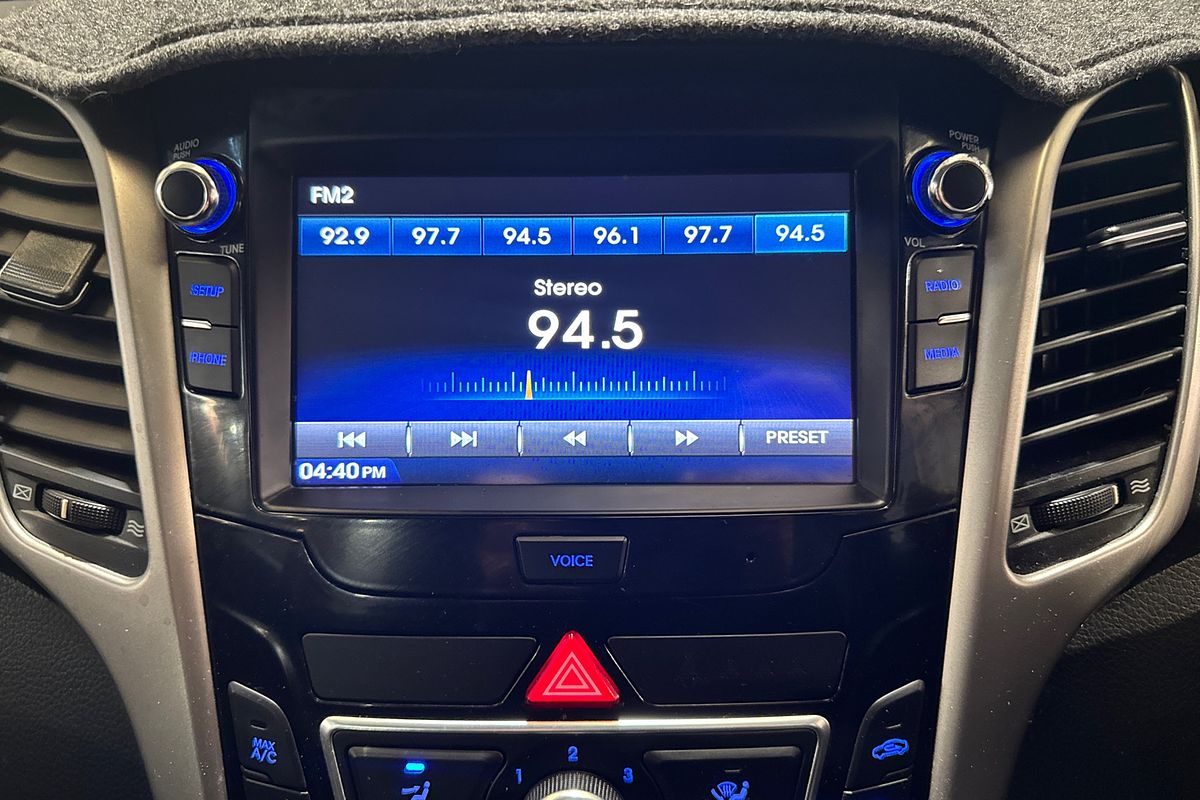 AUDIO
PUSH
POWER
PUSH
FM2
92.9 97.7 94.5 96.1 97.7 94.5
TUNE
VOL
SETUP
RADIO
Stereo
94.5
PHONE
MEDIA
PRESET
04:40 PM
VOICE
MAX
A/C
1 2 3